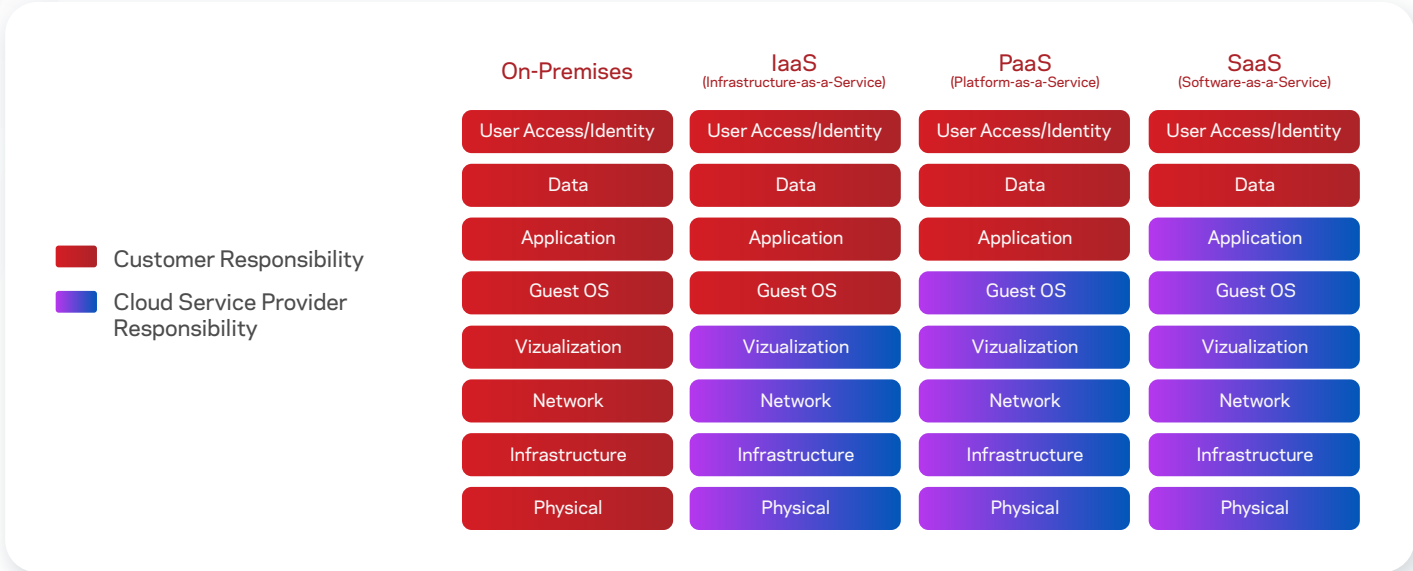 On-Premises
IaaS
(Infrastructure-as-a-Service)
PaaS
(Platform-as-a-Service)
SaaS
(Software-as-a-Service)
User Access/Identity
User Access/Identity
User Access/Identity
User Access/Identity
Data
Data
Data
Data
Application
Application
Application
Application
Customer Responsibility
Guest OS
Guest OS
Guest OS
Guest OS
Cloud Service Provider
Responsibility
Vizualization
Vizualization
Vizualization
Vizualization
Network
Network
Network
Network
Infrastructure
Infrastructure
Infrastructure
Infrastructure
Physical
Physical
Physical
Physical